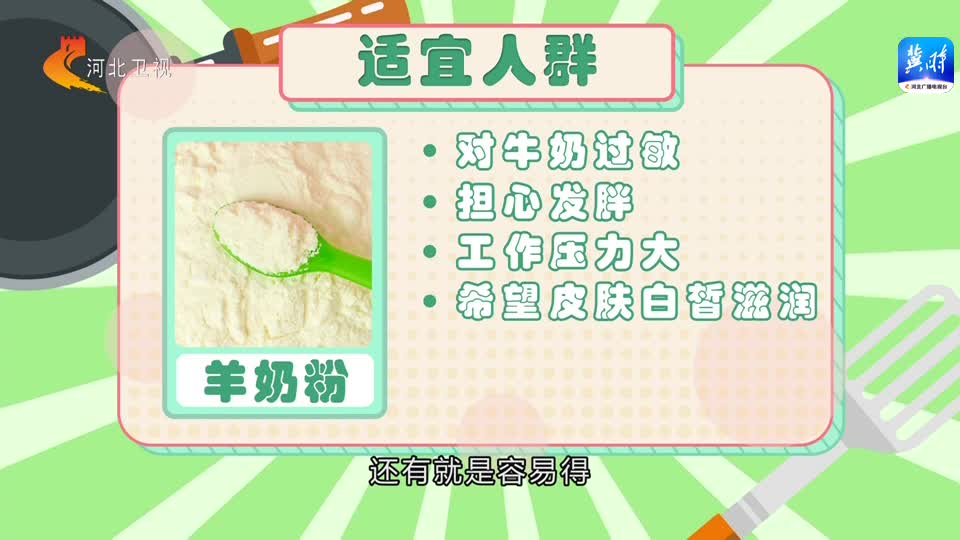 适宜人群
河北卫视
冀时
河北广播电视台
对牛奶过敏
担心发胖
工作压力大
希望皮肤白皙滋润
羊奶粉
还有就是容易得